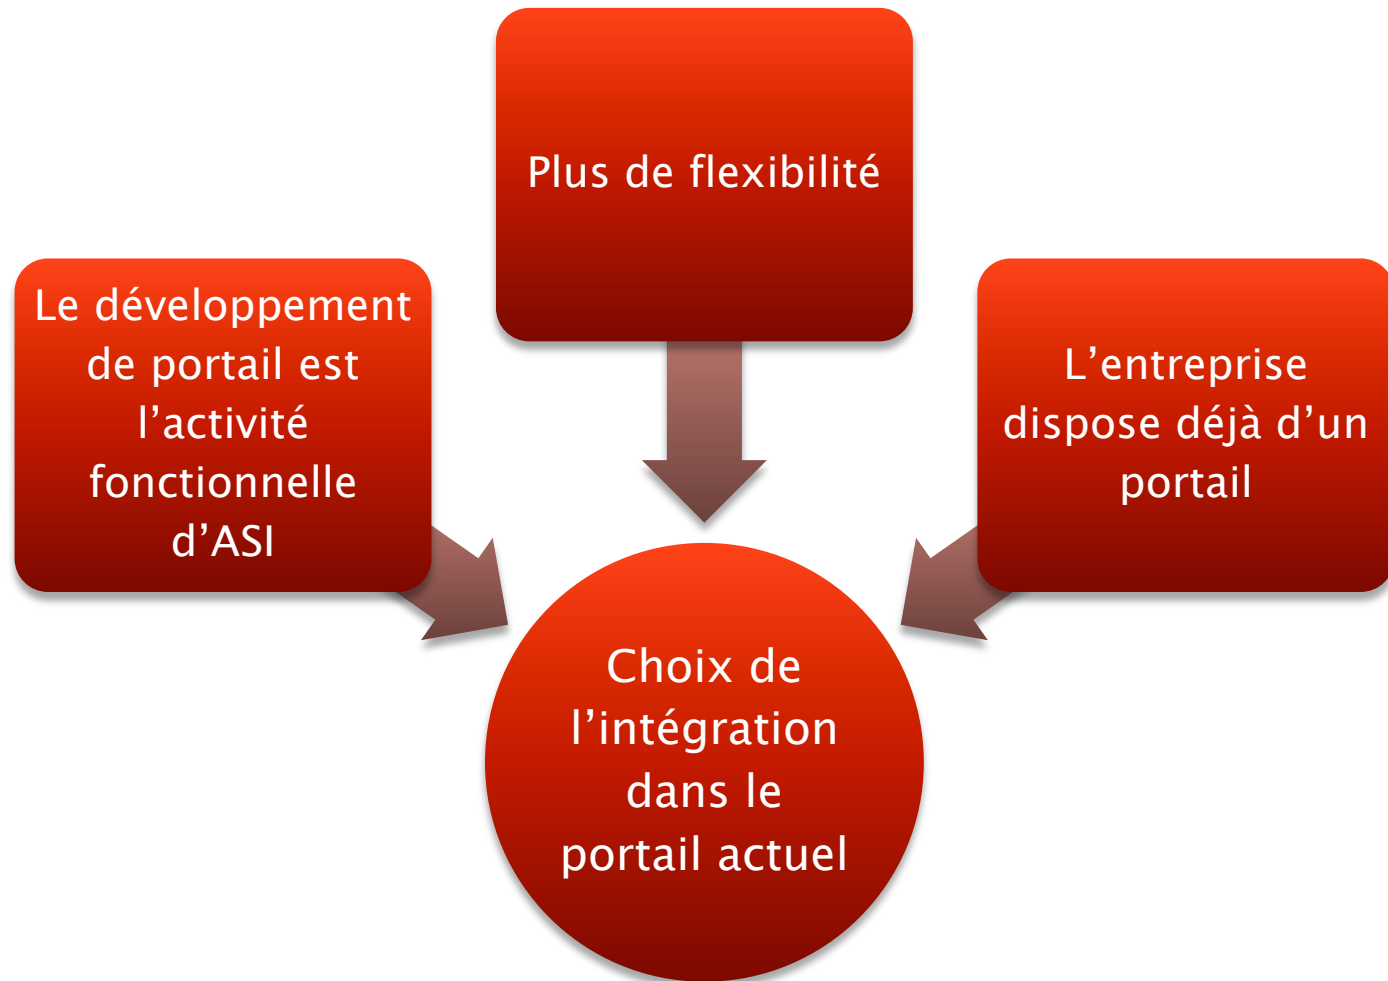 Plus de flexibilité
Le développement
de portail est
l’activité
fonctionnelle
d’ASI
L’entreprise
dispose déjà d’un
portail
Choix de
l’intégration
dans le
portail actuel